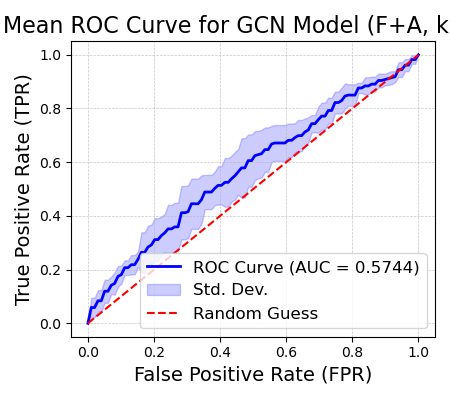 Mean ROC Curve for GCN Model (F+A, k
True Positive Rate (TPR)
1.0
0.8
0.6
0.4
0.2
0.0
ROC Curve (AUC = 0.5744)
Std. Dev.
Random Guess
0.0 0.2 0.4 0.6 0.8 1.0
False Positive Rate (FPR)